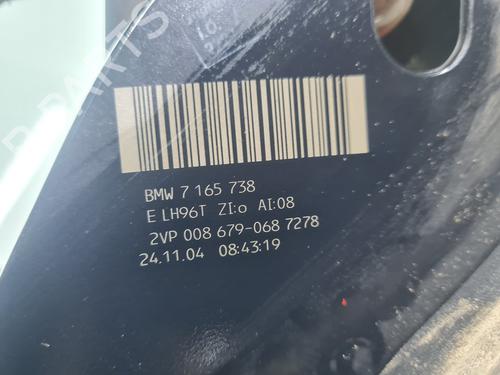 BMW 7 165 738
E LH96T ZI:o AI:08
2VP 008 679-068 7278
24.11.04 08:43:19